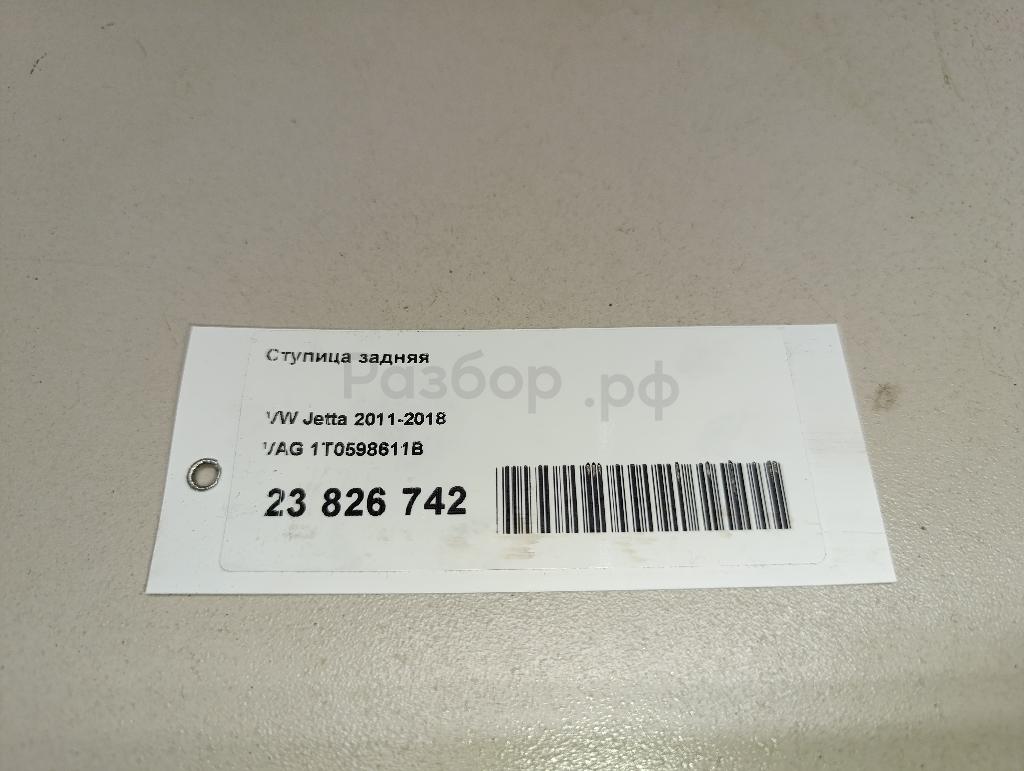 Ступица задняя
Разбор.рф
VW Jetta 2011-2018
VAG 1T0598611B
23 826 742